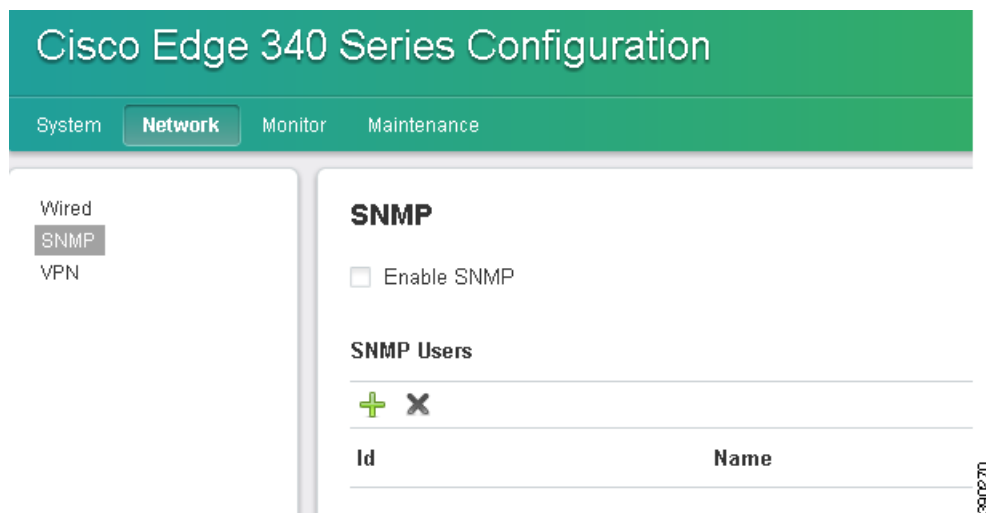 Cisco Edge 340 Series Configuration
System Network Monitor Maintenance
Wired
SNMP
VPN
SNMP
Enable SNMP
SNMP Users
Id Name
390270